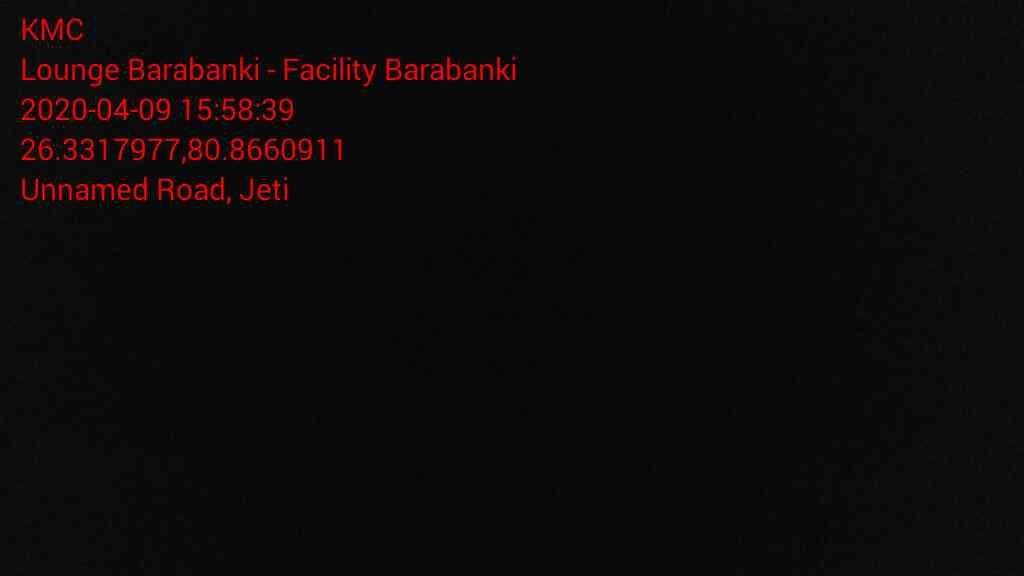 KMC
Lounge Barabanki - Facility Barabanki
2020-04-09 15:58:39
26.3317977,80.8660911
Unnamed Road, Jeti